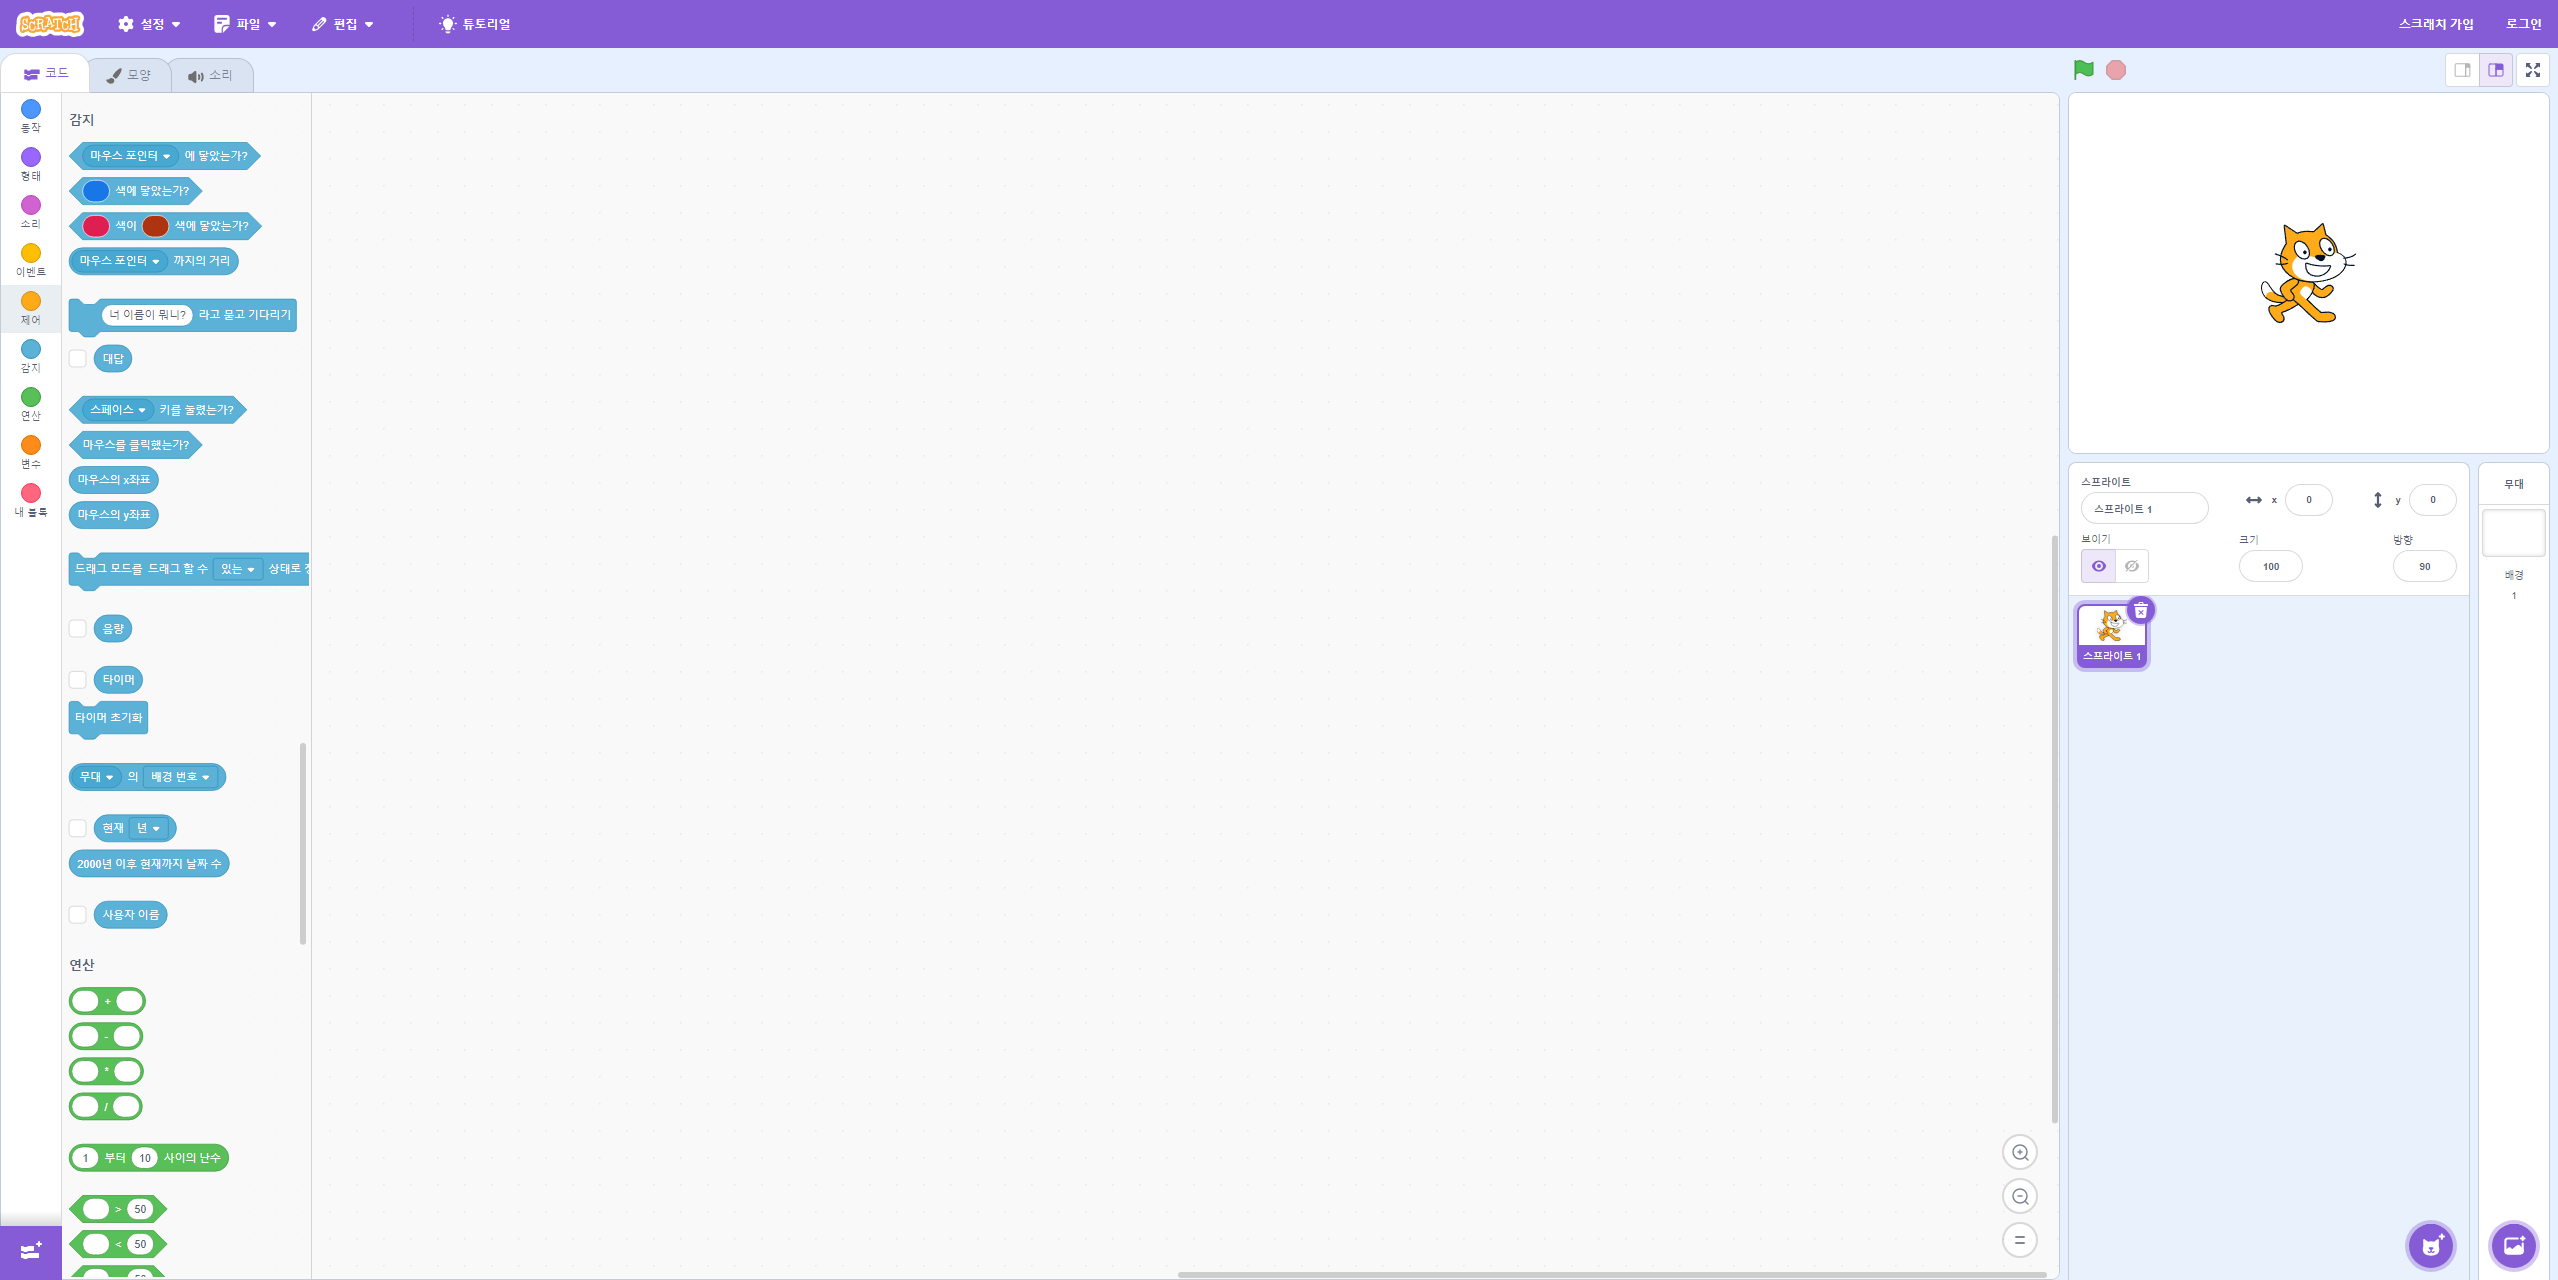 SCRATCH 설정 파일 편집 튜토리얼 스크래치 가입 로그인
코드 모양 소리
동작
형태
소리
이벤트
제어
감지
연산
변수
내 블록
감지
마우스 포인터 에 닿았는가?
색에 닿았는가?
색이 색에 닿았는가?
마우스 포인터 까지의 거리
너 이름이 뭐니? 라고 묻고 기다리기
대답
스페이스 키를 눌렀는가?
마우스를 클릭했는가?
마우스의 x좌표
마우스의 y좌표
드래그 모드를 드래그 할 수 있는 상태로
음량
타이머
타이머 초기화
무대 의 배경 번호
현재 년
2000년 이후 현재까지 날짜 수
사용자 이름
연산
+
-
*
/
1 부터 10 사이의 난수
> 50
< 50
스프라이트
스프라이트 1
x 0
y 0
보이기
크기
100
방향
90
스프라이트 1
무대
배경
1